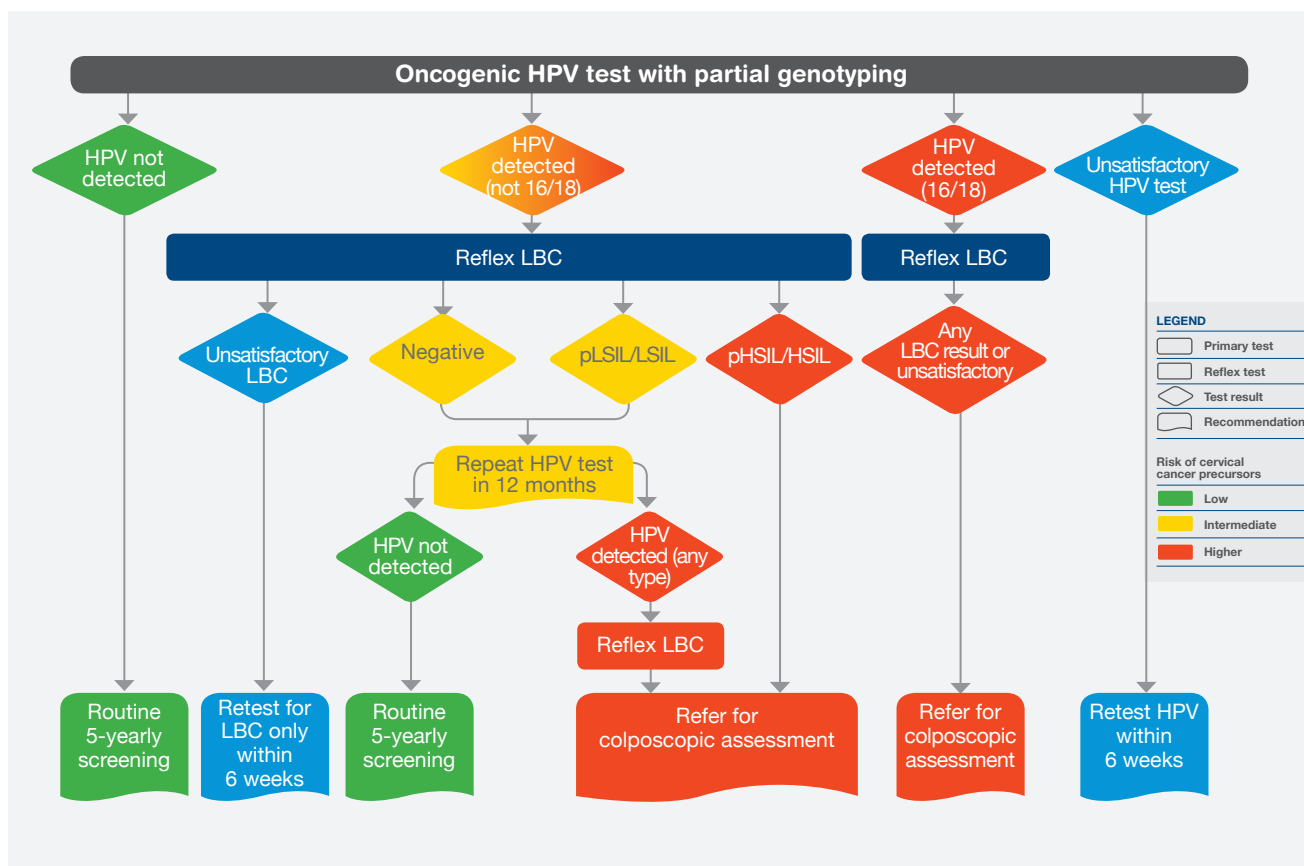 Oncogenic HPV test with partial genotyping
HPV not
detected
HPV
detected
(not 16/18)
HPV
detected
(16/18)
Unsatisfactory
HPV test
Reflex LBC
Reflex LBC
Unsatisfactory
LBC
Negative
pLSIL/LSIL
pHSIL/HSIL
Any
LBC result or
unsatisfactory
LEGEND
Primary test
Reflex test
Test result
Recommendation
Risk of cervical
cancer precursors
Low
Intermediate
Higher
Repeat HPV test
in 12 months
HPV not
detected
HPV
detected (any
type)
Reflex LBC
Routine
5-yearly
screening
Retest for
LBC only
within
6 weeks
Routine
5-yearly
screening
Refer for
colposcopic assessment
Refer for
colposcopic
assessment
Retest HPV
within
6 weeks